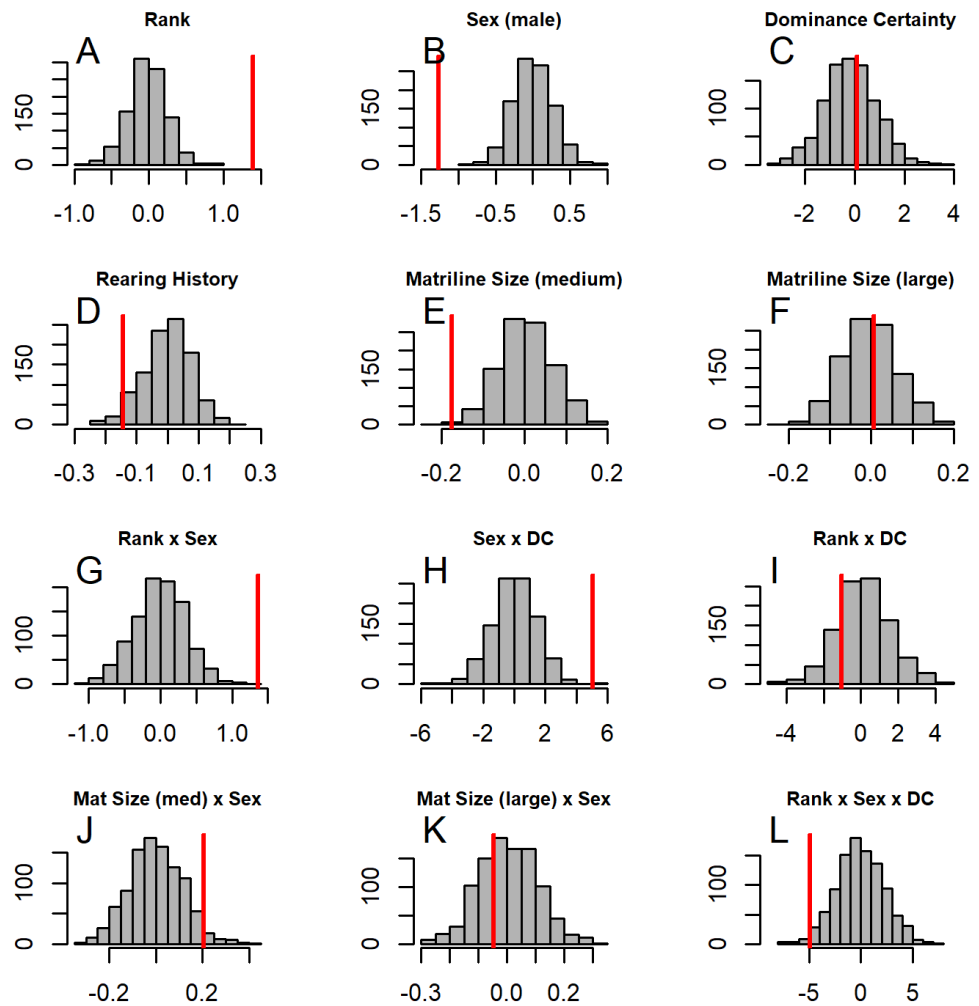 Rank
Sex (male)
Dominance Certainty
A
B
C
0 150
0 150
0 100
-1.0 0.0 1.0
-1.5 -0.5 0.5
-2 0 2 4
Rearing History
Matriline Size (medium)
Matriline Size (large)
D
E
F
0 150
0 150
0 150
-0.3 -0.1 0.1 0.3
-0.2 0.0 0.2
-0.2 0.0 0.2
Rank x Sex
Sex x DC
Rank x DC
G
H
I
0 100
0 150
0 150
-1.0 0.0 1.0
-6 -2 2 6
-4 0 2 4
Mat Size (med) x Sex
Mat Size (large) x Sex
Rank x Sex x DC
J
K
L
0 100
0 100
0 100
-0.2 0.2
-0.3 0.0 0.2
-5 0 5